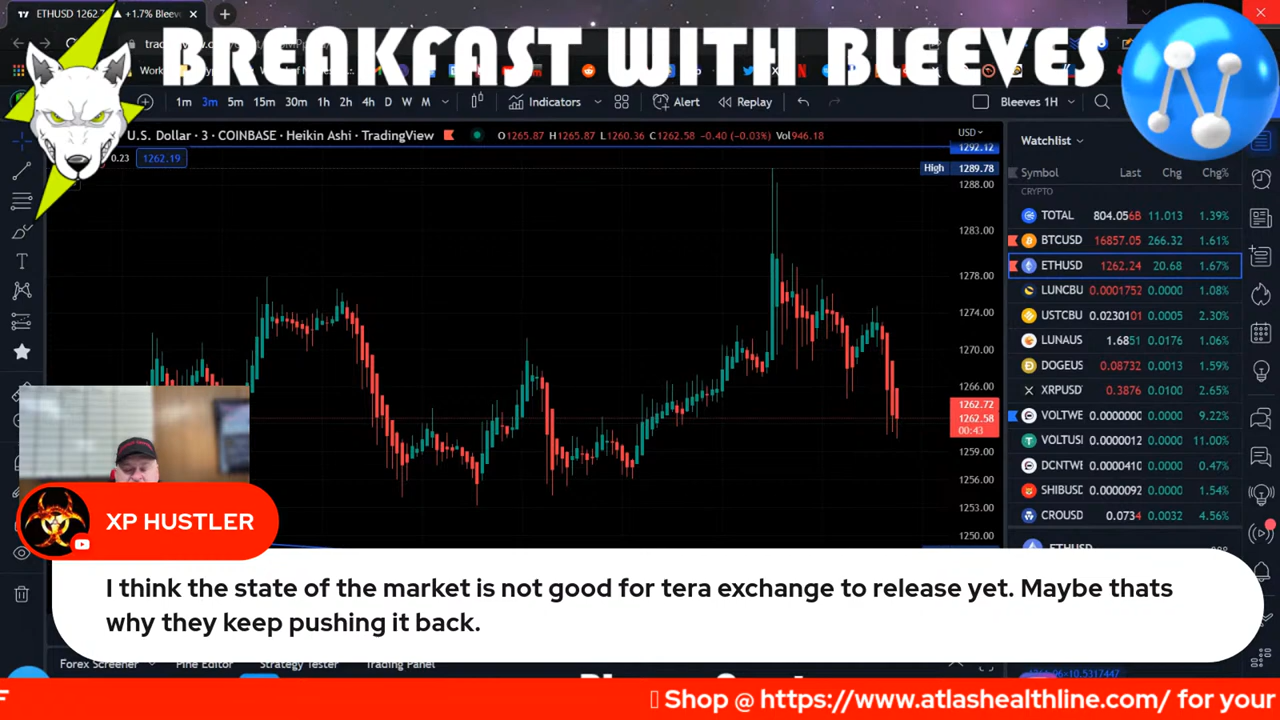 ETHUSD 1262. +1.7% Bleev
BREAKFAST WITH BLEEVES
1m 3m 5m 15m 30m 1h 2h 4h D W M Indicators Alert Replay Bleeves 1H
U.S. Dollar · 3 · COINBASE · Heikin Ashi · TradingView O1265.87 H1265.87 L1260.36 C1262.58 -0.40 (-0.03%) Vol946.18 USD
0.23 1262.19
1292.12
High 1289.78
1288.00
1283.00
1278.00
1274.00
1270.00
1266.00
1262.72
1262.58
00:43
1259.00
1256.00
1253.00
1250.00
Watchlist
Symbol Last Chg Chg%
CRYPTO
TOTAL 804.056B 11.013 1.39%
BTCUSD 16857.05 266.32 1.61%
ETHUSD 1262.24 20.68 1.67%
LUNCBU 0.0001752 0.0000 1.08%
USTCBU 0.0230101 0.0005 2.30%
LUNAUS 1.6851 0.0176 1.06%
DOGEUS 0.08732 0.0013 1.59%
XRPUSD 0.3876 0.0100 2.65%
VOLTWE 0.0000000 0.0000 9.22%
VOLTUSI 0.0000012 0.0000 11.00%
DCNTWE 0.0000410 0.0000 0.47%
SHIBUSD 0.0000092 0.0000 1.54%
CROUSD 0.0734 0.0032 4.56%
ETHUSD
XP HUSTLER
I think the state of the market is not good for tera exchange to release yet. Maybe thats
why they keep pushing it back.
Forex Screener Pine Editor Strategy Tester Trading Panel
Shop @ https://www.atlashealthline.com/ for your